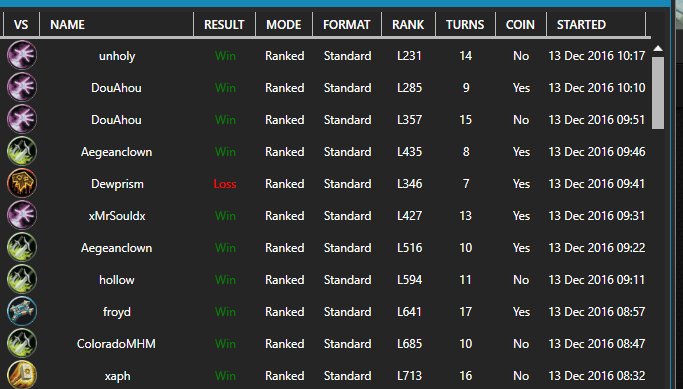 VS NAME RESULT MODE FORMAT RANK TURNS COIN STARTED
unholy Win Ranked Standard L231 14 No 13 Dec 2016 10:17
DouAhou Win Ranked Standard L285 9 Yes 13 Dec 2016 10:10
DouAhou Win Ranked Standard L357 15 No 13 Dec 2016 09:51
Aegeanclown Win Ranked Standard L435 8 Yes 13 Dec 2016 09:46
Dewprism Loss Ranked Standard L346 7 Yes 13 Dec 2016 09:41
xMrSouldx Win Ranked Standard L427 13 Yes 13 Dec 2016 09:31
Aegeanclown Win Ranked Standard L516 10 Yes 13 Dec 2016 09:22
hollow Win Ranked Standard L594 11 No 13 Dec 2016 09:11
froyd Win Ranked Standard L641 17 Yes 13 Dec 2016 08:57
ColoradoMHM Win Ranked Standard L685 10 No 13 Dec 2016 08:47
xaph Win Ranked Standard L713 16 No 13 Dec 2016 08:32